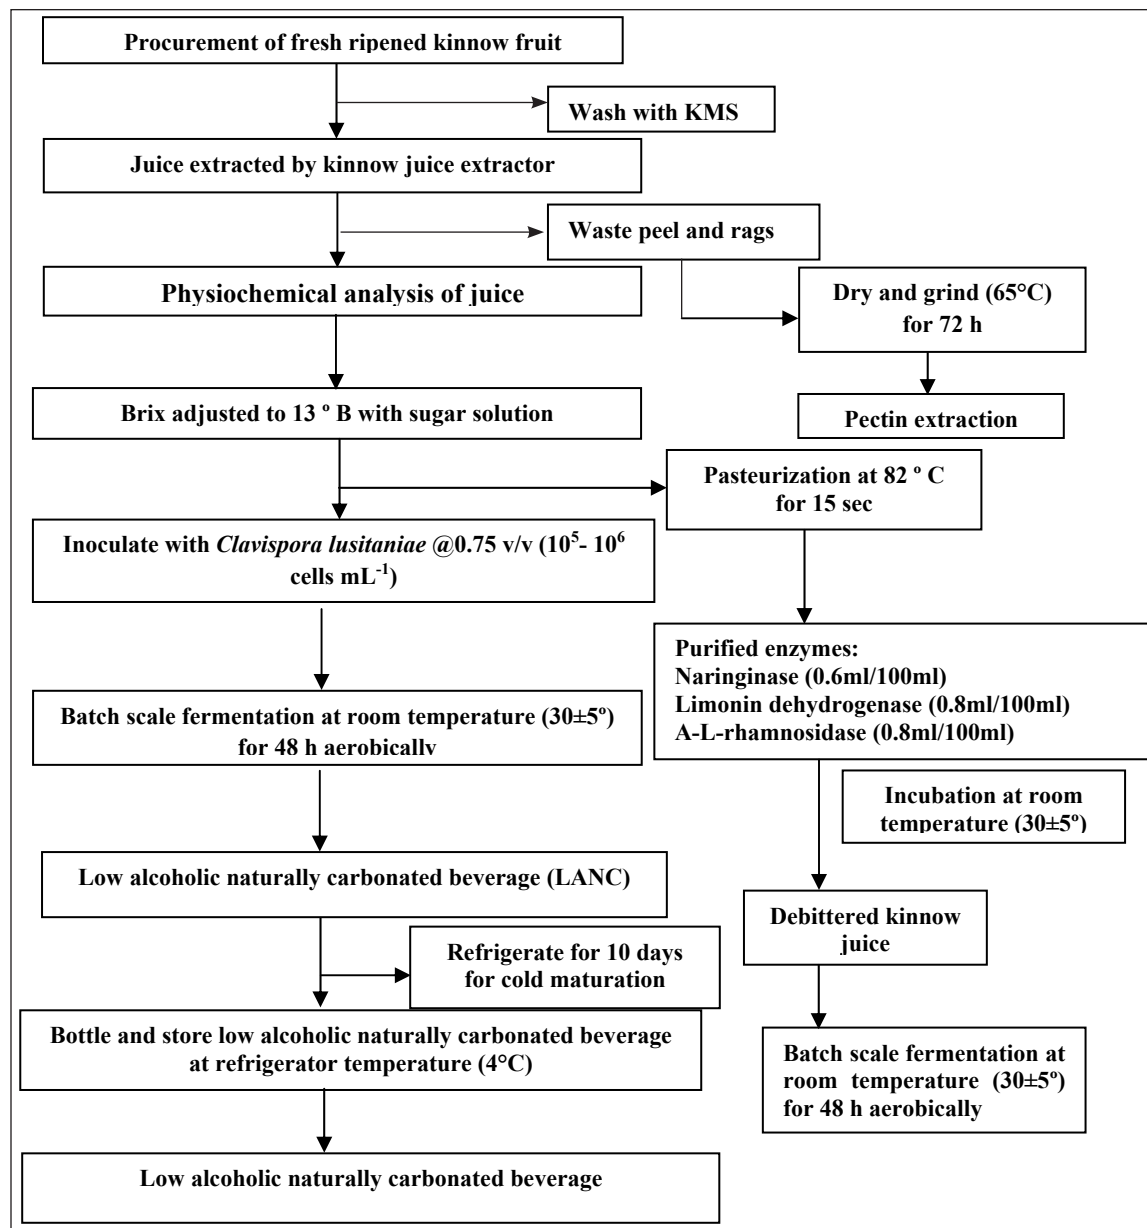 Procurement of fresh ripened kinnow fruit
Wash with KMS
Juice extracted by kinnow juice extractor
Waste peel and rags
Physiochemical analysis of juice
Dry and grind (65°C)
for 72 h
Brix adjusted to 13 º B with sugar solution
Pectin extraction
Pasteurization at 82 º C
for 15 sec
Inoculate with Clavispora lusitaniae @0.75 v/v (10⁵- 10⁶
cells mL⁻¹)
Purified enzymes:
Naringinase (0.6ml/100ml)
Limonin dehydrogenase (0.8ml/100ml)
A-L-rhamnosidase (0.8ml/100ml)
Batch scale fermentation at room temperature (30±5º)
for 48 h aerobically
Incubation at room
temperature (30±5º)
Low alcoholic naturally carbonated beverage (LANC)
Debittered kinnow
juice
Refrigerate for 10 days
for cold maturation
Bottle and store low alcoholic naturally carbonated beverage
at refrigerator temperature (4°C)
Batch scale fermentation at
room temperature (30±5º)
for 48 h aerobically
Low alcoholic naturally carbonated beverage